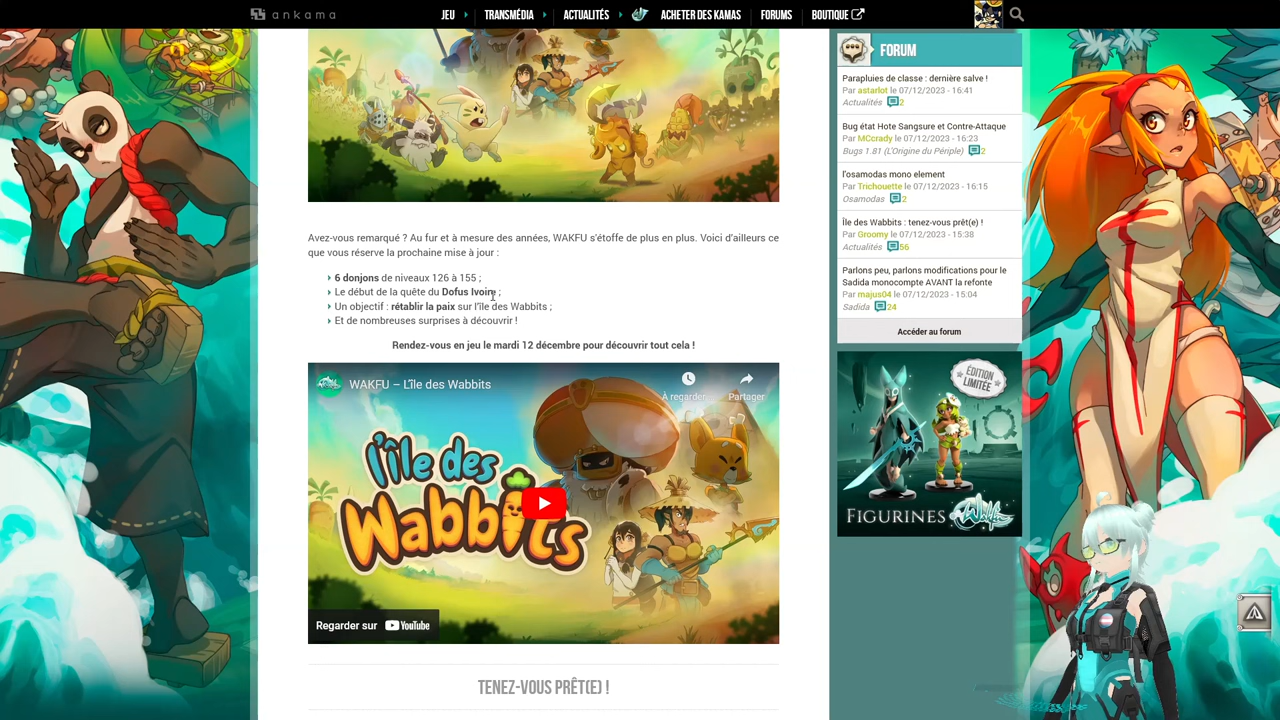 ankama
JEU
TRANSMÉDIA
ACTUALITÉS
ACHETER DES KAMAS
FORUMS
BOUTIQUE
Avez-vous remarqué ? Au fur et à mesure des années, WAKFU s'étoffe de plus en plus. Voici d'ailleurs ce
que vous réserve la prochaine mise à jour :
6 donjons de niveaux 126 à 155 ;
Le début de la quête du Dofus Ivoire ;
Un objectif : rétablir la paix sur l'île des Wabbits ;
Et de nombreuses surprises à découvrir !
Rendez-vous en jeu le mardi 12 décembre pour découvrir tout cela !
WAKFU – L'île des Wabbits
À regarder
Partager
l'île des
Wabbits
Regarder sur YouTube
TENEZ-VOUS PRÊT(E) !
FORUM
Parapluies de classe : dernière salve !
Par astarlot le 07/12/2023 - 16:41
Actualités 2
Bug état Hote Sangsure et Contre-Attaque
Par MCcrady le 07/12/2023 - 16:23
Bugs 1.81 (L'Origine du Périple) 2
l'osamodas mono element
Par Trichouette le 07/12/2023 - 16:15
Osamodas 2
Île des Wabbits : tenez-vous prêt(e) !
Par Groomy le 07/12/2023 - 15:38
Actualités 56
Parlons peu, parlons modifications pour le
Sadida monocompte AVANT la refonte
Par majus04 le 07/12/2023 - 15:04
Sadida 24
Accéder au forum
ÉDITION
LIMITÉE
FIGURINES Wakfu